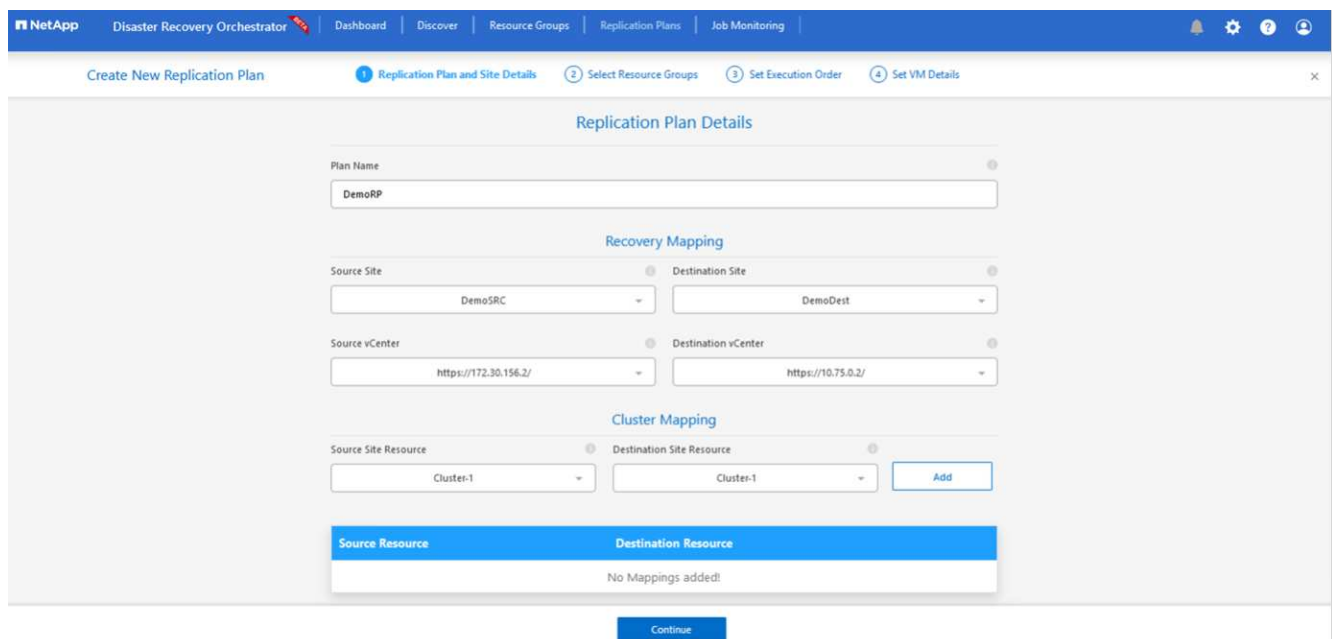 NetApp Disaster Recovery Orchestrator BETA Dashboard Discover Resource Groups Replication Plans Job Monitoring ?
Create New Replication Plan 1 Replication Plan and Site Details 2 Select Resource Groups 3 Set Execution Order 4 Set VM Details ×
Replication Plan Details
Plan Name
DemoRP
Recovery Mapping
Source Site Destination Site
DemoSRC DemoDest
Source vCenter Destination vCenter
https://172.30.156.2/ https://10.75.0.2/
Cluster Mapping
Source Site Resource Destination Site Resource
Cluster-1 Cluster-1 Add
Source Resource Destination Resource
No Mappings added!
Continue